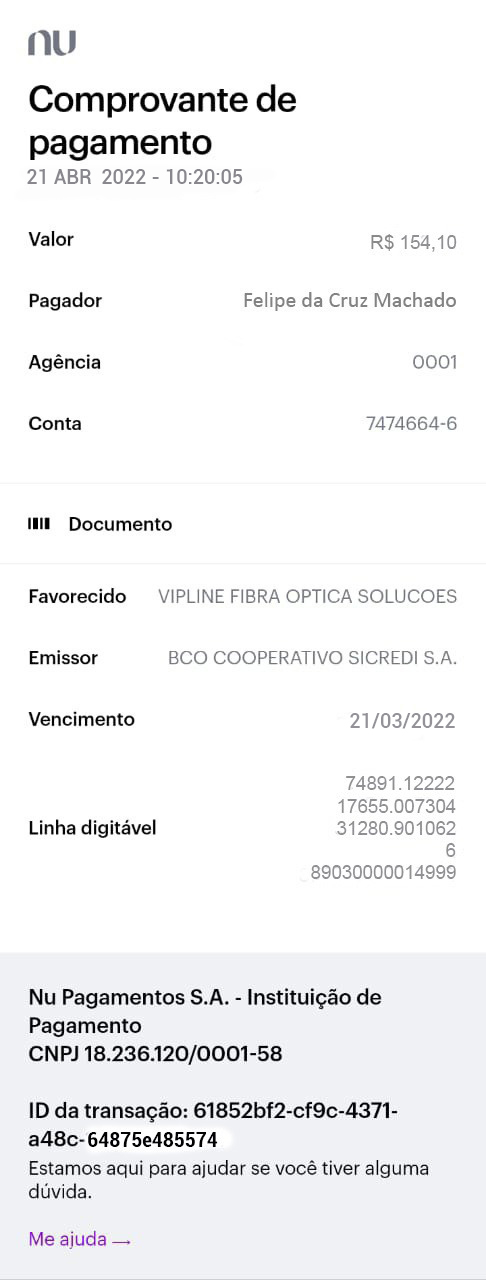 nu
Comprovante de
pagamento
21 ABR 2022 - 10:20:05
Valor R$ 154,10
Pagador Felipe da Cruz Machado
Agência 0001
Conta 7474664-6
Documento
Favorecido VIPLINE FIBRA OPTICA SOLUCOES
Emissor BCO COOPERATIVO SICREDI S.A.
Vencimento 21/03/2022
74891.12222
17655.007304
Linha digitável 31280.901062
6
89030000014999
Nu Pagamentos S.A. - Instituição de
Pagamento
CNPJ 18.236.120/0001-58
ID da transação: 61852bf2-cf9c-4371-
a48c-64875e485574
Estamos aqui para ajudar se você tiver alguma
dúvida.
Me ajuda →